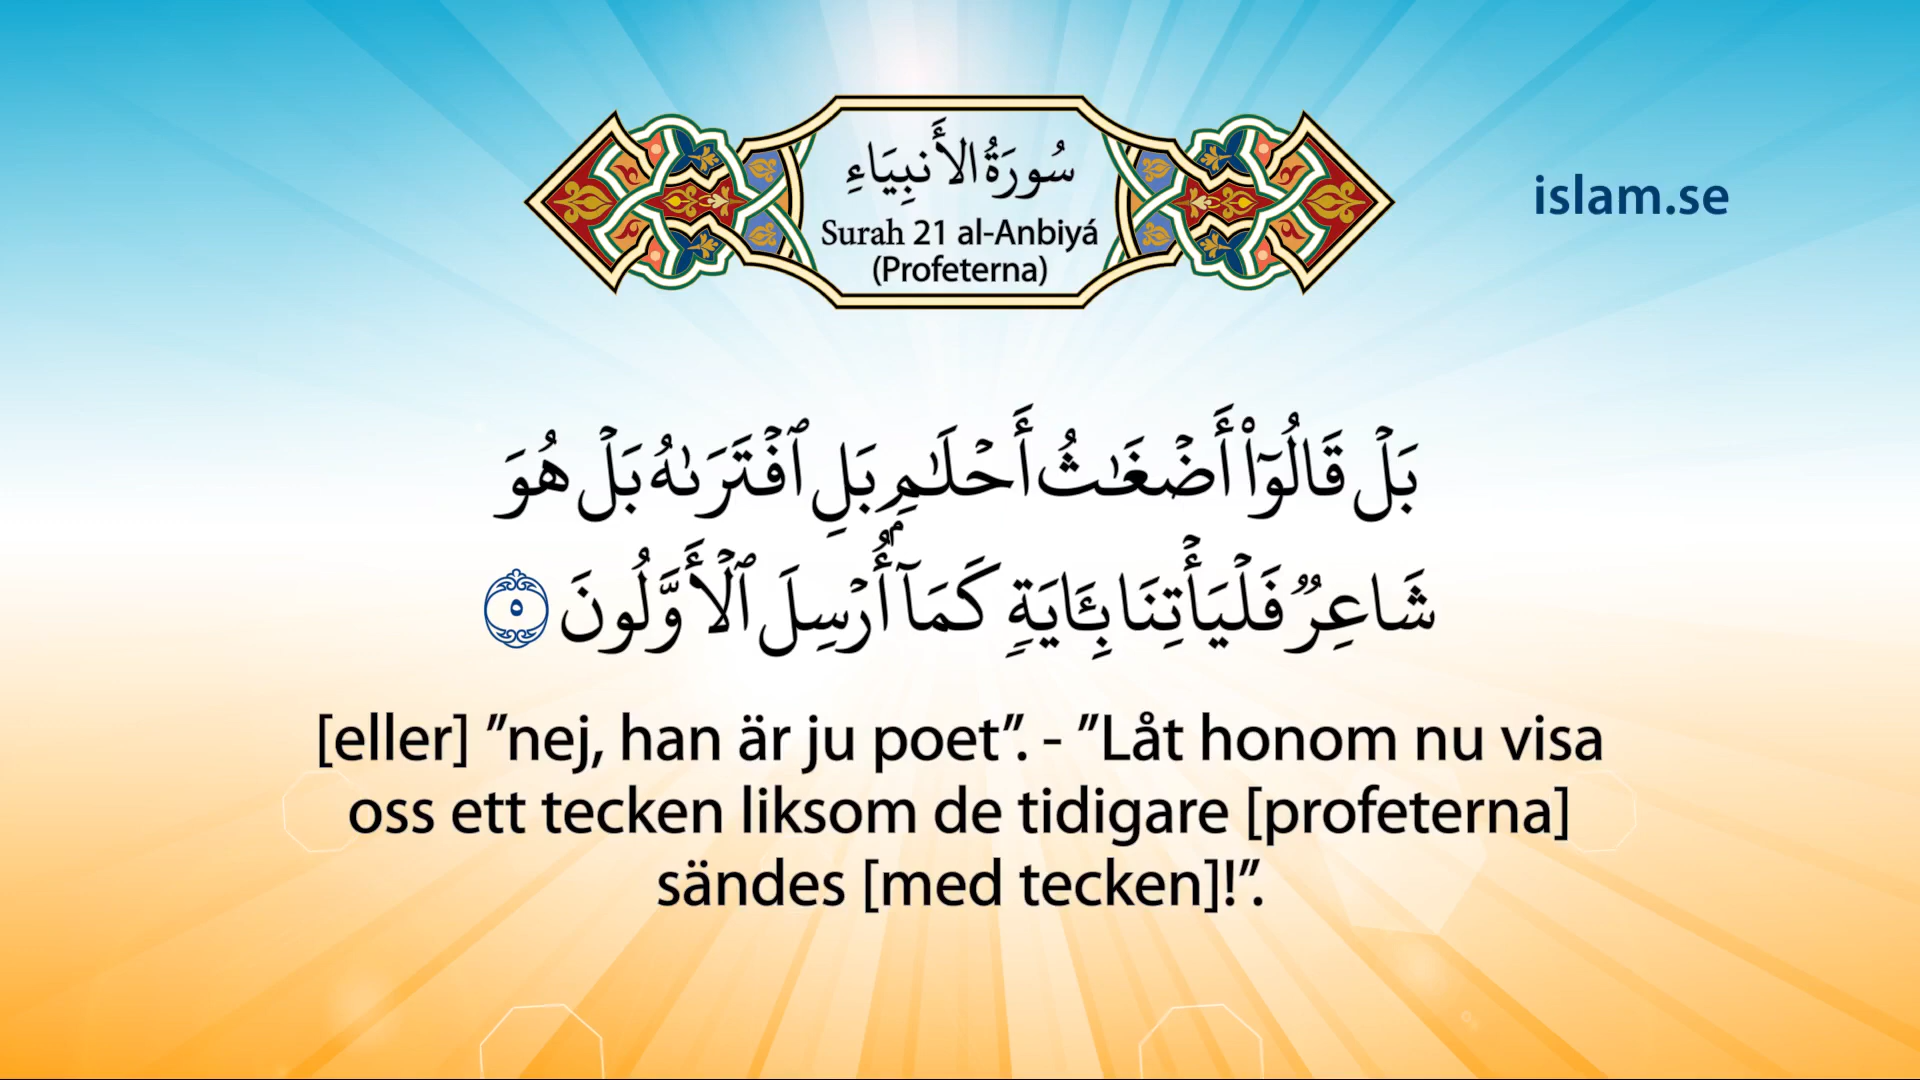 سُورَةُ الأَنبِيَاءِ
Surah 21 al-Anbiyá
(Profeterna)
islam.se
بَلْ قَالُوٓا۟ أَضْغَٰثُ أَحْلَٰمٍۭ بَلِ ٱفْتَرَىٰهُ بَلْ هُوَ
شَاعِرٌ فَلْيَأْتِنَا بِـَٔايَةٍ كَمَآ أُرْسِلَ ٱلْأَوَّلُونَ ٥
[eller] ”nej, han är ju poet”. - ”Låt honom nu visa
oss ett tecken liksom de tidigare [profeterna]
sändes [med tecken]!”.